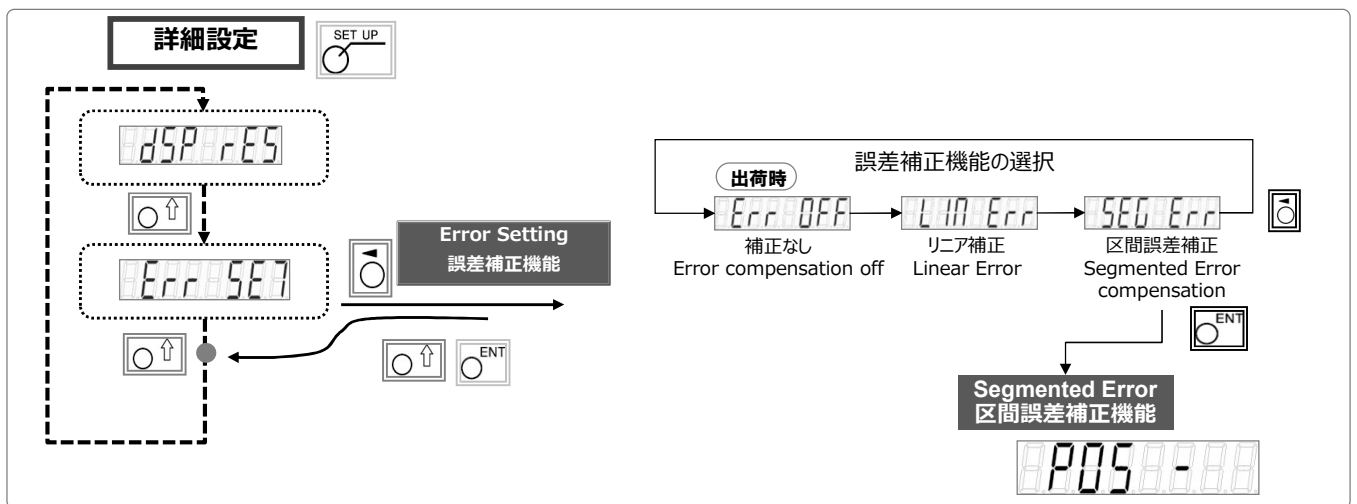 詳細設定
SET UP
dSP rES
Err SET
Error Setting
誤差補正機能
ENT
誤差補正機能の選択
出荷時
Err OFF
LIN Err
SEG Err
補正なし
Error compensation off
リニア補正
Linear Error
区間誤差補正
Segmented Error
compensation
ENT
Segmented Error
区間誤差補正機能
POS -